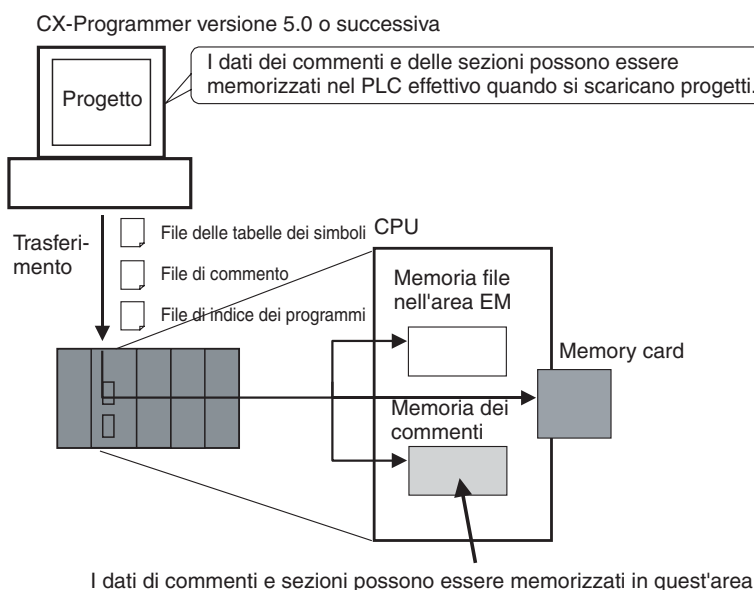 CX-Programmer versione 5.0 o successiva
I dati dei commenti e delle sezioni possono essere
memorizzati nel PLC effettivo quando si scaricano progetti.
Progetto
Trasferi-
mento
File delle tabelle dei simboli
File di commento
File di indice dei programmi
CPU
Memoria file
nell'area EM
Memory card
Memoria dei
commenti
I dati di commenti e sezioni possono essere memorizzati in quest'area